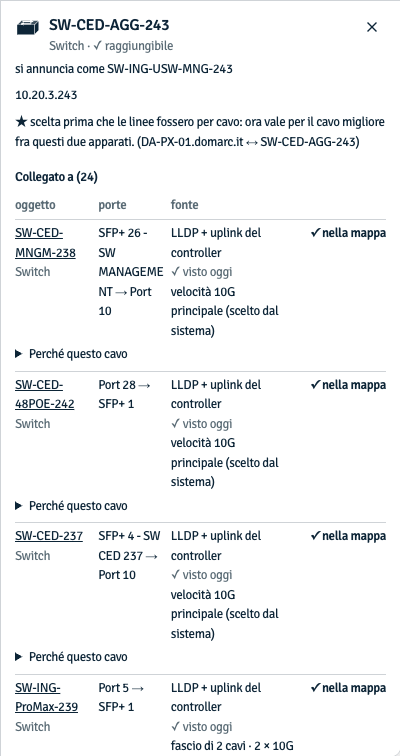 SW-CED-AGG-243
Switch · ✓ raggiungibile
si annuncia come SW-ING-USW-MNG-243
10.20.3.243
★ scelta prima che le linee fossero per cavo: ora vale per il cavo migliore
fra questi due apparati. (DA-PX-01.domarc.it ↔ SW-CED-AGG-243)
Collegato a (24)
oggetto porte fonte
SW-CED- SFP+ 26 - LLDP + uplink del ✓ nella mappa
MNGM-238 SW controller
Switch MANAGEME ✓ visto oggi
NT → Port velocità 10G
10 principale (scelto dal
sistema)
▶ Perché questo cavo
SW-CED- Port 28 → LLDP + uplink del ✓ nella mappa
48POE-242 SFP+ 1 controller
Switch ✓ visto oggi
velocità 10G
principale (scelto dal
sistema)
▶ Perché questo cavo
SW-CED-237 SFP+ 4 - SW LLDP + uplink del ✓ nella mappa
Switch CED 237 → controller
Port 10 ✓ visto oggi
velocità 10G
principale (scelto dal
sistema)
▶ Perché questo cavo
SW-ING- Port 5 → LLDP + uplink del ✓ nella mappa
ProMax-239 SFP+ 1 controller
Switch ✓ visto oggi
fascio di 2 cavi · 2 × 10G